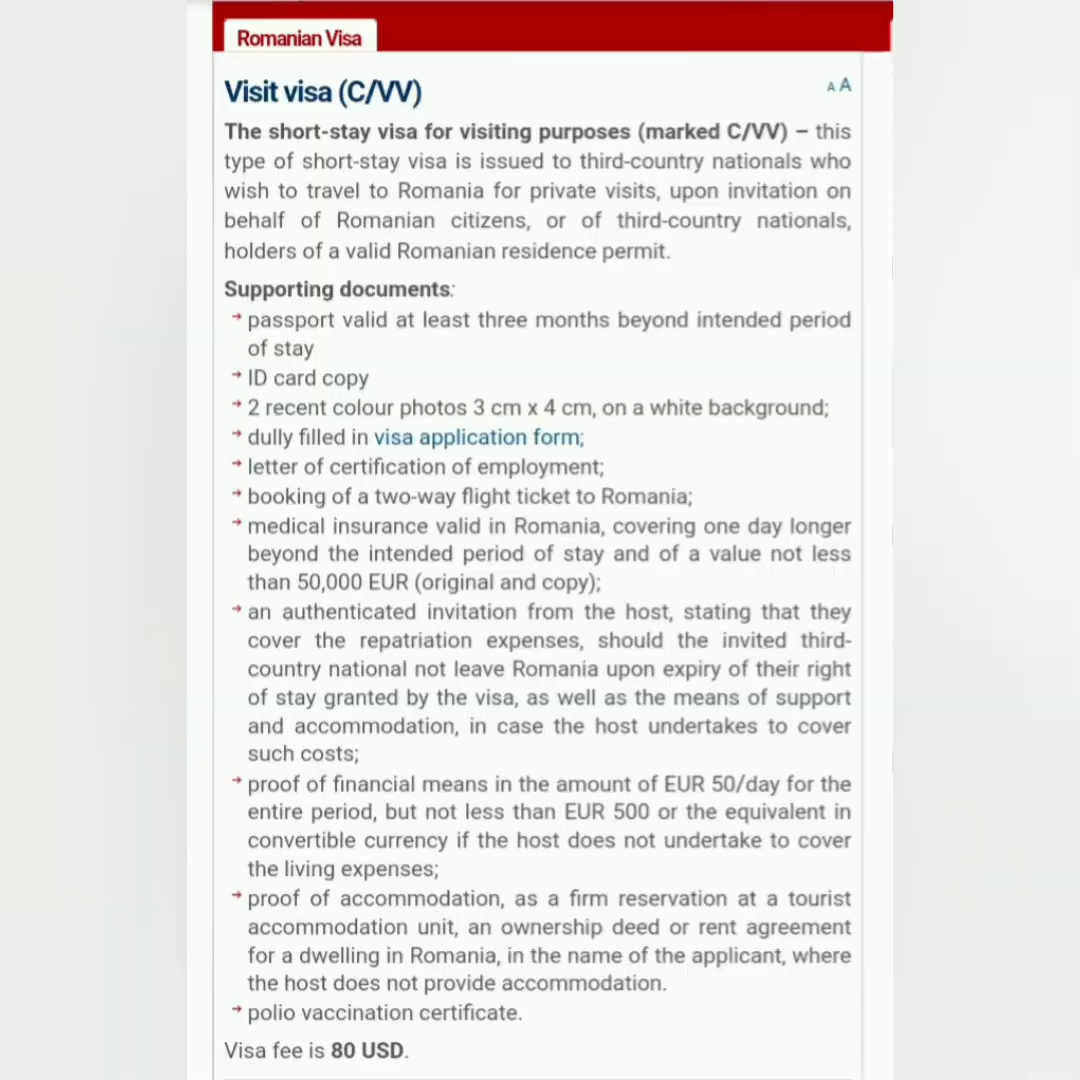 Romanian Visa
Visit visa (C/VV)
A A
The short-stay visa for visiting purposes (marked C/VV) – this
type of short-stay visa is issued to third-country nationals who
wish to travel to Romania for private visits, upon invitation on
behalf of Romanian citizens, or of third-country nationals,
holders of a valid Romanian residence permit.
Supporting documents:
→ passport valid at least three months beyond intended period
of stay
→ ID card copy
→ 2 recent colour photos 3 cm x 4 cm, on a white background;
→ dully filled in visa application form;
→ letter of certification of employment;
→ booking of a two-way flight ticket to Romania;
→ medical insurance valid in Romania, covering one day longer
beyond the intended period of stay and of a value not less
than 50,000 EUR (original and copy);
→ an authenticated invitation from the host, stating that they
cover the repatriation expenses, should the invited third-
country national not leave Romania upon expiry of their right
of stay granted by the visa, as well as the means of support
and accommodation, in case the host undertakes to cover
such costs;
→ proof of financial means in the amount of EUR 50/day for the
entire period, but not less than EUR 500 or the equivalent in
convertible currency if the host does not undertake to cover
the living expenses;
→ proof of accommodation, as a firm reservation at a tourist
accommodation unit, an ownership deed or rent agreement
for a dwelling in Romania, in the name of the applicant, where
the host does not provide accommodation.
→ polio vaccination certificate.
Visa fee is 80 USD.